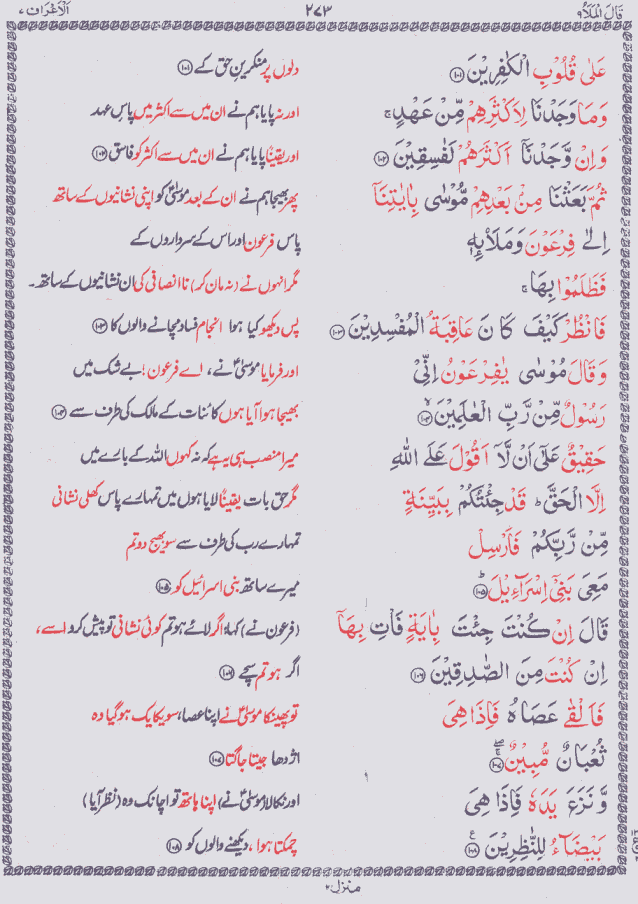 قَالَ الْمَلَاُ ٩
٢٧٣
اَلْاَعْرَاف ٧
عَلٰى قُلُوْبِ الْكٰفِرِيْنَ ﴿١٠١﴾
دلوں پر منکرین حق کے ﴿١٠١﴾
وَمَا وَجَدْنَا لِاَكْثَرِهِمْ مِّنْ عَهْدٍ ۚ
اور نہ پایا ہم نے ان میں سے اکثر میں پاسِ عہد
وَاِنْ وَّجَدْنَاۤ اَكْثَرَهُمْ لَفٰسِقِيْنَ ﴿١٠٢﴾
اور یقیناً پایا ہم نے ان میں سے اکثر کو فاسق ﴿١٠٢﴾
ثُمَّ بَعَثْنَا مِنْۢ بَعْدِهِمْ مُّوْسٰى بِاٰيٰتِنَاۤ
پھر بھیجا ہم نے ان کے بعد موسٰیؑ کو اپنی نشانیوں کے ساتھ
اِلٰى فِرْعَوْنَ وَمَلَا۟ئِهٖ
پاس فرعون اور اس کے سرداروں کے
فَظَلَمُوْا بِهَا ۚ
مگر انہوں نے (نہ مان کر) ناانصافی کی ان نشانیوں کے ساتھ۔
فَانْظُرْ كَيْفَ كَانَ عَاقِبَةُ الْمُفْسِدِيْنَ ﴿١٠٣﴾
پس دیکھو کیا ہوا انجام فساد مچانے والوں کا ﴿١٠٣﴾
وَقَالَ مُوْسٰى يٰفِرْعَوْنُ اِنِّىْ
اور فرمایا موسٰیؑ نے، اے فرعون! بے شک میں
رَسُوْلٌ مِّنْ رَّبِّ الْعٰلَمِيْنَ ﴿١٠٤﴾
بھیجا ہوا آیا ہوں کائنات کے مالک کی طرف سے ﴿١٠٤﴾
حَقِيْقٌ عَلٰٓى اَنْ لَّاۤ اَقُوْلَ عَلَى اللّٰهِ
میرا منصب ہی یہ ہے کہ نہ کہوں اللہ کے بارے میں
اِلَّا الْحَقَّ ؕ قَدْ جِئْتُكُمْ بِبَيِّنَةٍ
مگر حق بات یقیناً لایا ہوں میں تمہارے پاس کھلی نشانی
مِّنْ رَّبِّكُمْ فَاَرْسِلْ
تمہارے رب کی طرف سے سو بھیج دو تم
مَعِىَ بَنِىْۤ اِسْرَآءِيْلَ ﴿١٠٥﴾ؕ
میرے ساتھ بنی اسرائیل کو ﴿١٠٥﴾
قَالَ اِنْ كُنْتَ جِئْتَ بِاٰيَةٍ فَاْتِ بِهَاۤ
(فرعون نے) کہا: اگر لائے ہو تم کوئی نشانی تو پیش کرو اسے،
اِنْ كُنْتَ مِنَ الصّٰدِقِيْنَ ﴿١٠٦﴾
اگر ہو تم سچے ﴿١٠٦﴾
فَاَلْقٰى عَصَاهُ فَاِذَا هِىَ
تو پھینکا موسٰیؑ نے اپنا عصا، سو یکایک ہو گیا وہ
ثُعْبَانٌ مُّبِيْنٌ ﴿١٠٧﴾
اژدھا جیتا جاگتا ﴿١٠٧﴾
وَّنَزَعَ يَدَهٗ فَاِذَا هِىَ
اور نکالا موسٰیؑ نے) اپنا ہاتھ تو اچانک وہ (نظر آیا)
بَيْضَآءُ لِلنّٰظِرِيْنَ ﴿١٠٨﴾ ع
چمکتا ہوا، دیکھنے والوں کو ﴿١٠٨﴾
منزل ٢